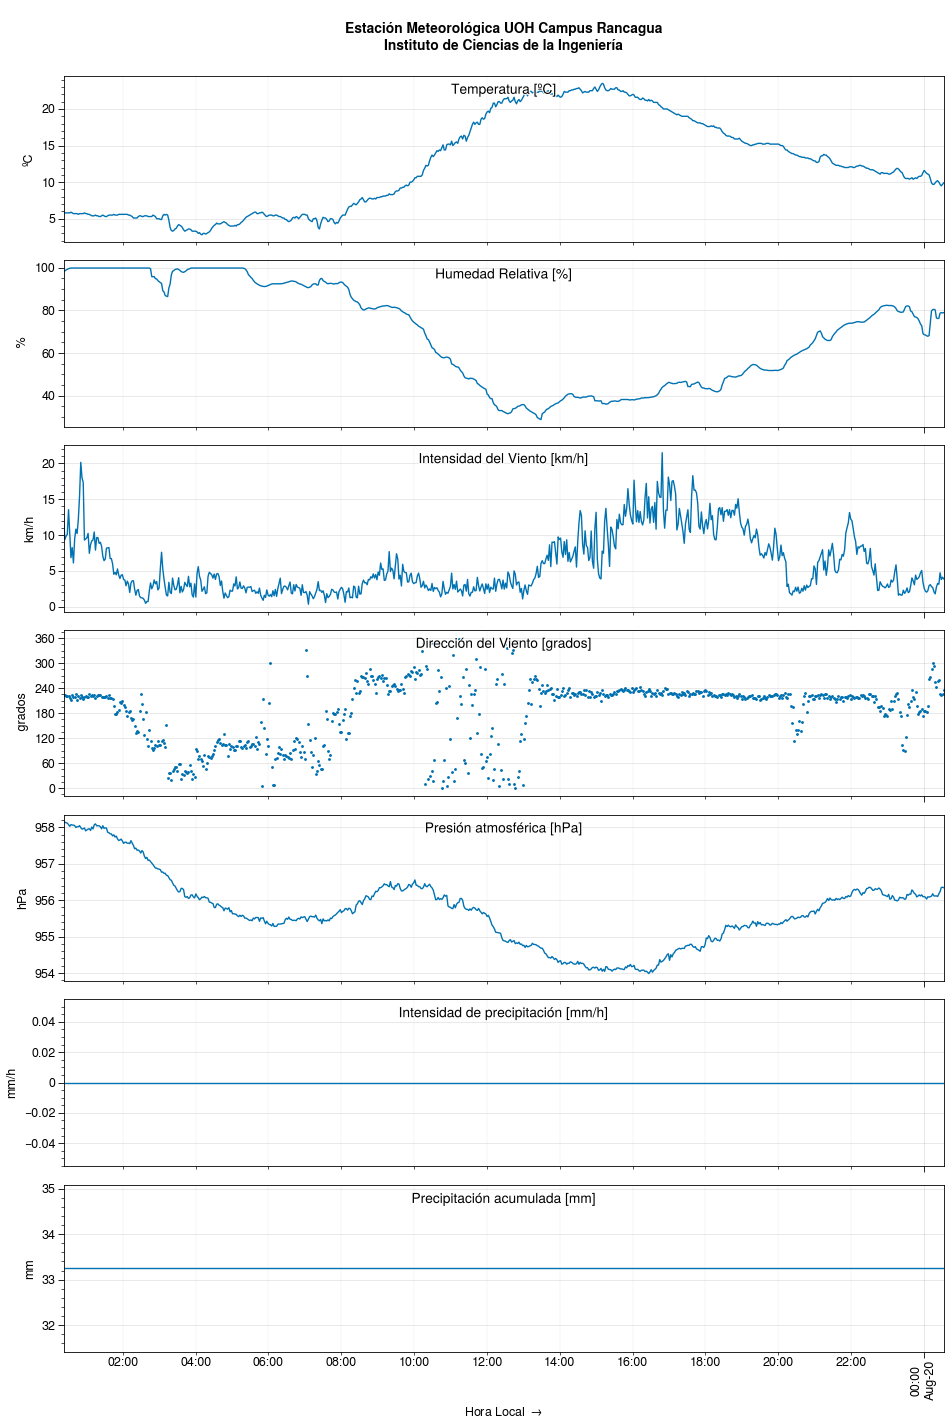 Estación Meteorológica UOH Campus Rancagua
Instituto de Ciencias de la Ingeniería
Temperatura [ºC]
ºC
20
15
10
5
Humedad Relativa [%]
%
100
80
60
40
Intensidad del Viento [km/h]
km/h
20
15
10
5
0
Dirección del Viento [grados]
grados
360
300
240
180
120
60
0
Presión atmosférica [hPa]
hPa
958
957
956
955
954
Intensidad de precipitación [mm/h]
mm/h
0.04
0.02
0
−0.02
−0.04
Precipitación acumulada [mm]
mm
35
34
33
32
02:00 04:00 06:00 08:00 10:00 12:00 14:00 16:00 18:00 20:00 22:00
00:00
Aug-20
Hora Local →